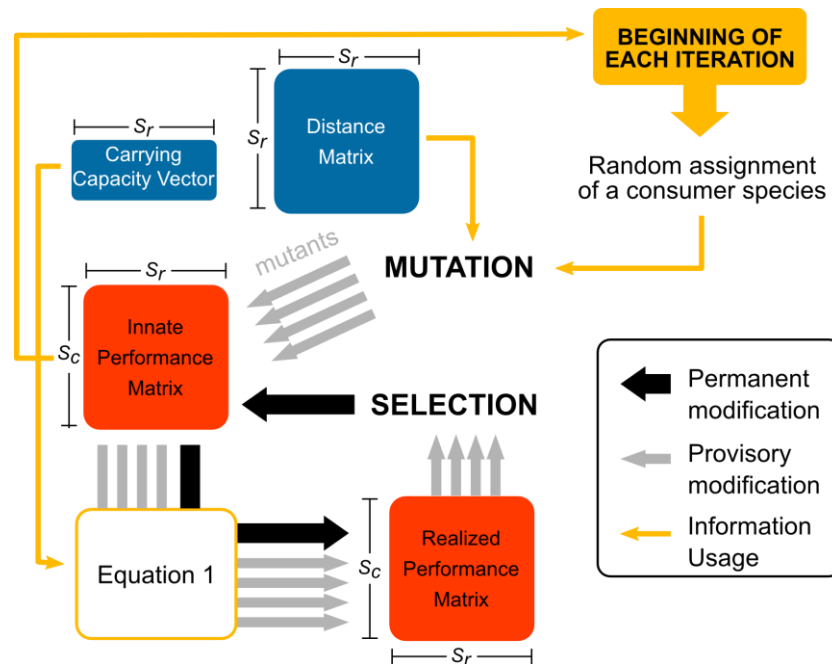 BEGINNING OF
EACH ITERATION
Sr
Sr
Distance
Matrix
Sr
Carrying
Capacity Vector
Random assignment
of a consumer species
mutants
MUTATION
Sr
Sc
Innate
Performance
Matrix
SELECTION
Permanent
modification
Provisory
modification
Information
Usage
Equation 1
Sc
Realized
Performance
Matrix
Sr